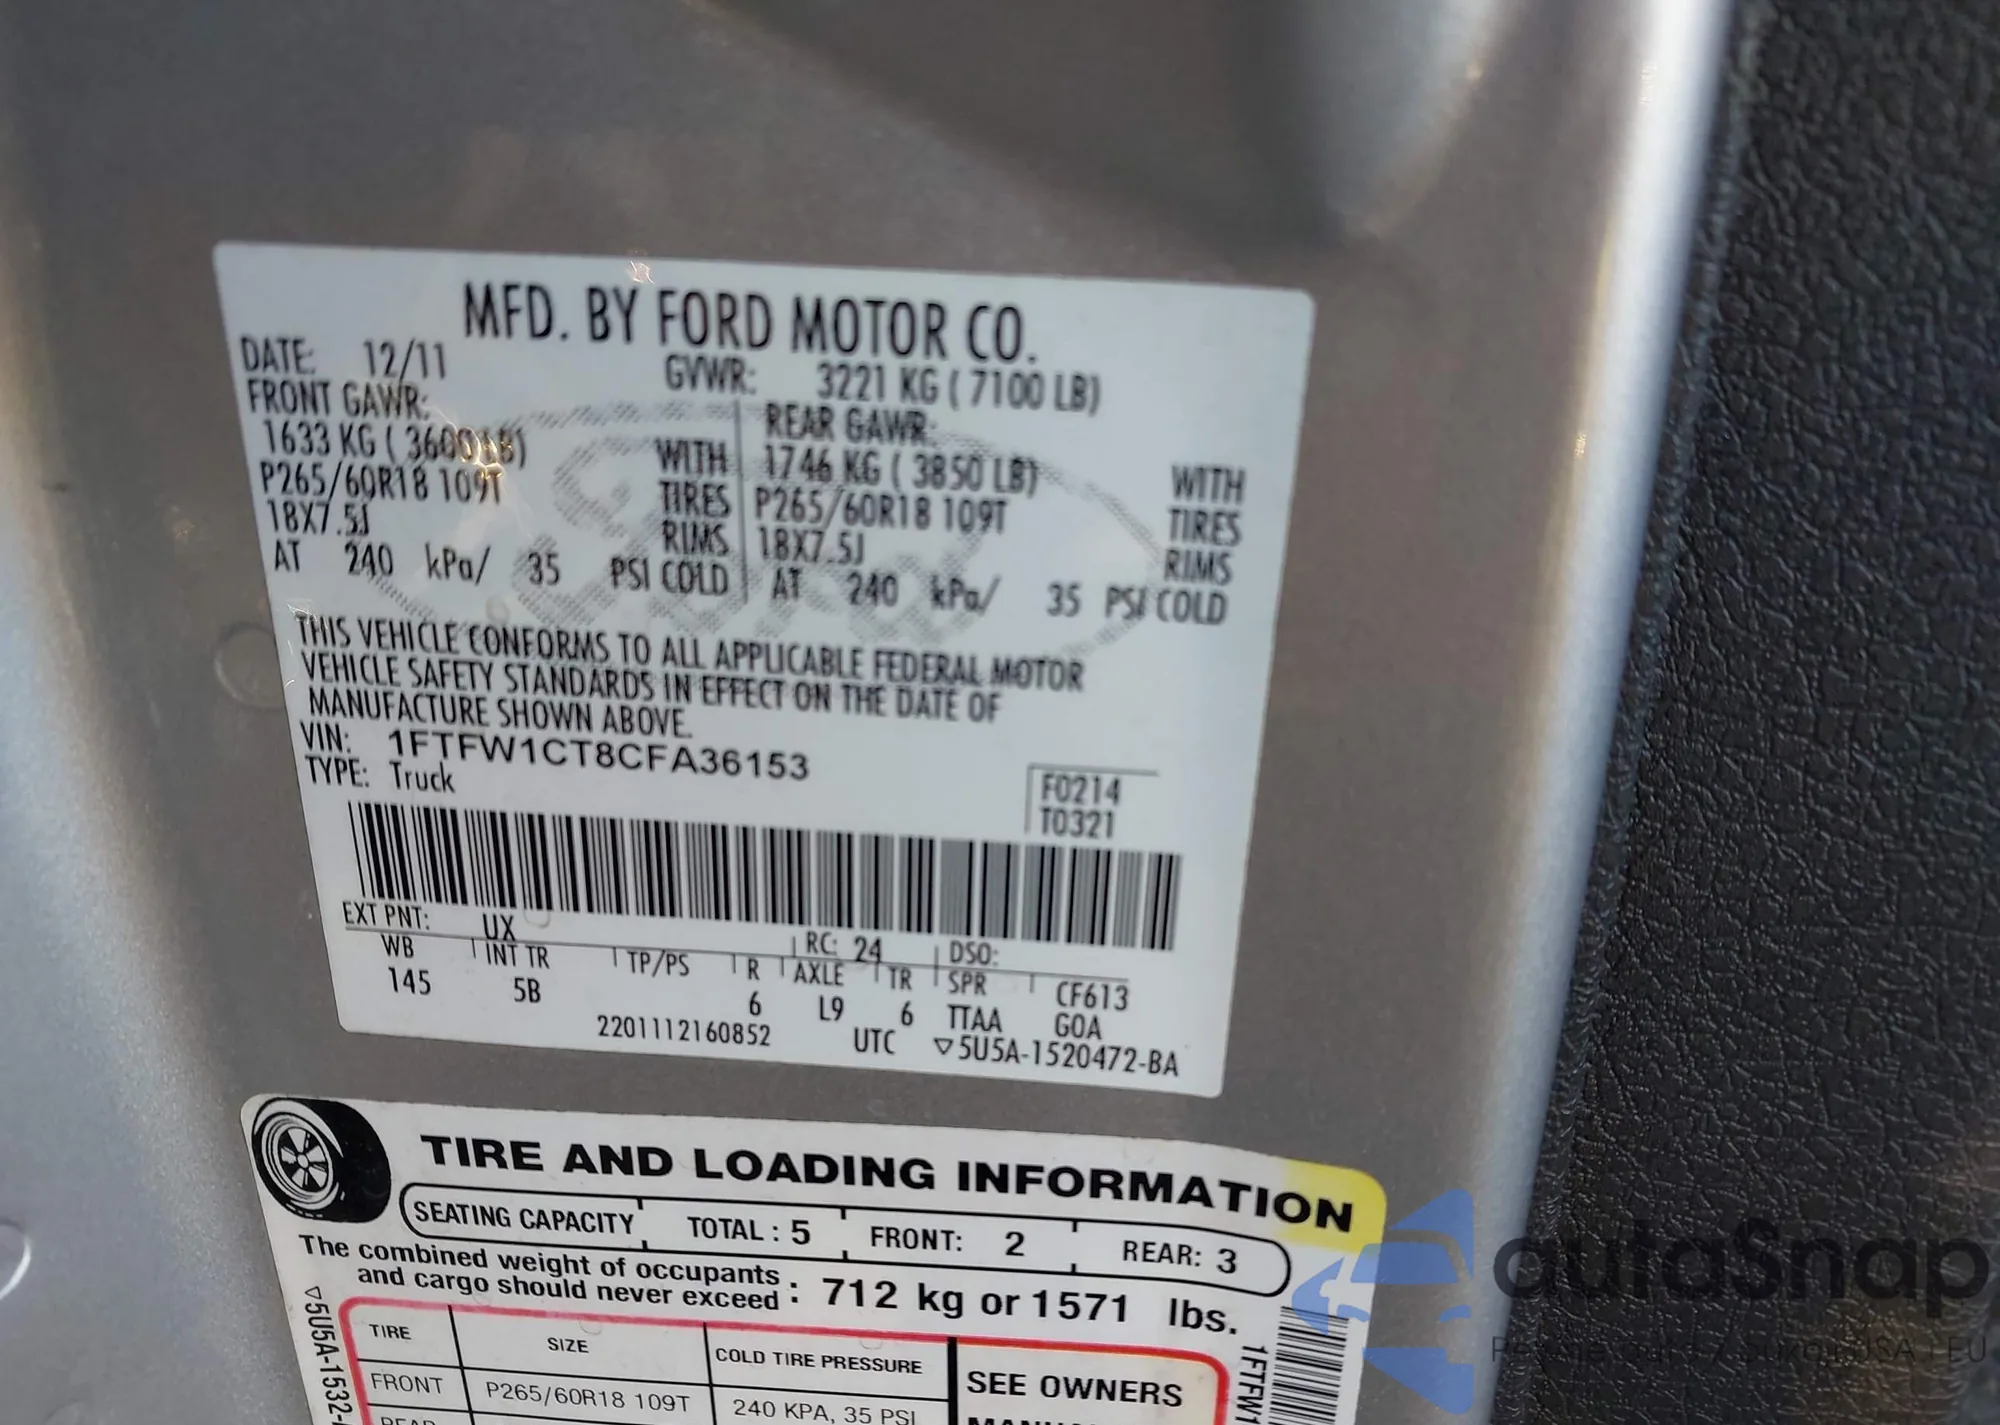 MFD. BY FORD MOTOR CO.
DATE: 12/11 GVWR: 3221 KG ( 7100 LB)
FRONT GAWR: REAR GAWR:
1633 KG ( 3600 LB) WITH 1746 KG ( 3850 LB) WITH
P265/60R18 109T TIRES P265/60R18 109T TIRES
18X7.5J RIMS 18X7.5J RIMS
AT 240 kPa/ 35 PSI COLD AT 240 kPa/ 35 PSI COLD
THIS VEHICLE CONFORMS TO ALL APPLICABLE FEDERAL MOTOR
VEHICLE SAFETY STANDARDS IN EFFECT ON THE DATE OF
MANUFACTURE SHOWN ABOVE.
VIN: 1FTFW1CT8CFA36153
TYPE: Truck
F0214
T0321
EXT PNT: UX RC: 24 DSO:
WB INT TR TP/PS R AXLE TR SPR CF613
145 5B 6 L9 6 TTAA GOA
2201112160852 UTC ▽5U5A-1520472-BA
TIRE AND LOADING INFORMATION
SEATING CAPACITY TOTAL : 5 FRONT: 2 REAR: 3
The combined weight of occupants
and cargo should never exceed : 712 kg or 1571 lbs.
TIRE SIZE COLD TIRE PRESSURE SEE OWNERS
FRONT P265/60R18 109T 240 KPA, 35 PSI
▽5U5A-1532-
1FTFW1
autoSnap